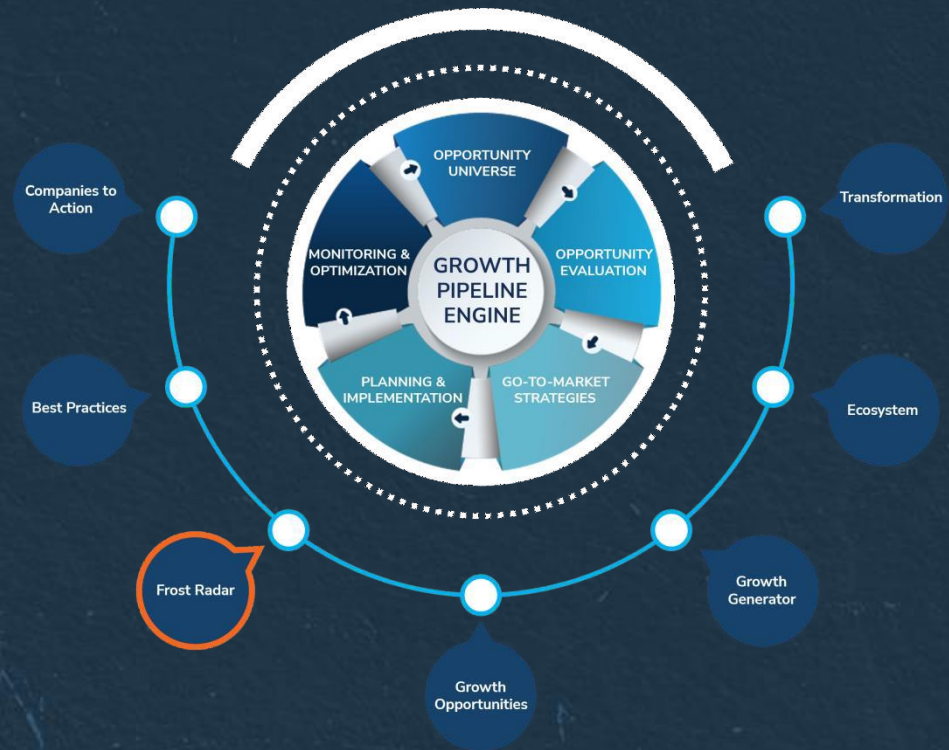 OPPORTUNITY
UNIVERSE
OPPORTUNITY
EVALUATION
GO-TO-MARKET
STRATEGIES
PLANNING &
IMPLEMENTATION
MONITORING &
OPTIMIZATION
GROWTH
PIPELINE
ENGINE
Companies to
Action
Best Practices
Frost Radar
Growth
Opportunities
Growth
Generator
Ecosystem
Transformation